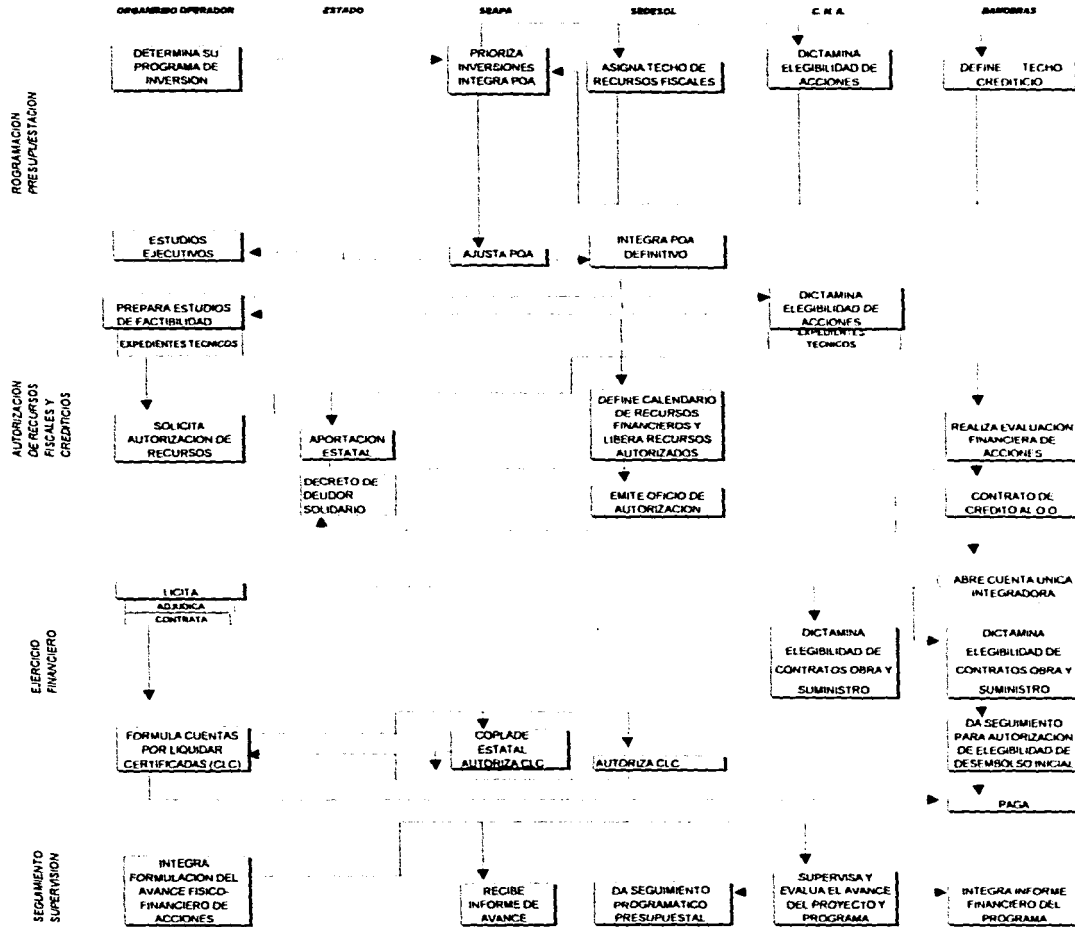 ORGANISMO OPERADOR
ESTADO
SEAPA
SEDESOL
C. N. A.
BANOBRAS
ROGRAMACION
PRESUPUESTACION
DETERMINA SU
PROGRAMA DE
INVERSION
PRIORIZA
INVERSIONES
INTEGRA POA
ASIGNA TECHO DE
RECURSOS FISCALES
DICTAMINA
ELEGIBILIDAD DE
ACCIONES
DEFINE TECHO
CREDITICIO
ESTUDIOS
EJECUTIVOS
AJUSTA POA
INTEGRA POA
DEFINITIVO
AUTORIZACION
DE RECURSOS
FISCALES Y
CREDITICIOS
PREPARA ESTUDIOS
DE FACTIBILIDAD
EXPEDIENTES TECNICOS
DICTAMINA
ELEGIBILIDAD DE
ACCIONES
EXPEDIENTES
TECNICOS
SOLICITA
AUTORIZACION DE
RECURSOS
APORTACION
ESTATAL
DEFINE CALENDARIO
DE RECURSOS
FINANCIEROS Y
LIBERA RECURSOS
AUTORIZADOS
REALIZA EVALUACION
FINANCIERA DE
ACCIONES
DECRETO DE
DEUDOR
SOLIDARIO
EMITE OFICIO DE
AUTORIZACION
CONTRATO DE
CREDITO AL O.O
EJERCICIO
FINANCIERO
LICITA
ADJUDICA
CONTRATA
ABRE CUENTA UNICA
INTEGRADORA
DICTAMINA
ELEGIBILIDAD DE
CONTRATOS OBRA Y
SUMINISTRO
DICTAMINA
ELEGIBILIDAD DE
CONTRATOS OBRA Y
SUMINISTRO
FORMULA CUENTAS
POR LIQUIDAR
CERTIFICADAS (CLC)
COPLADE
ESTATAL
AUTORIZA CLC
AUTORIZA CLC
DA SEGUIMIENTO
PARA AUTORIZACION
DE ELEGIBILIDAD DE
DESEMBOLSO INICIAL
PAGA
SEGUIMIENTO
SUPERVISION
INTEGRA
FORMULACION DEL
AVANCE FISICO-
FINANCIERO DE
ACCIONES
RECIBE
INFORME DE
AVANCE
DA SEGUIMIENTO
PROGRAMATICO
PRESUPUESTAL
SUPERVISA Y
EVALUA EL AVANCE
DEL PROYECTO Y
PROGRAMA
INTEGRA INFORME
FINANCIERO DEL
PROGRAMA